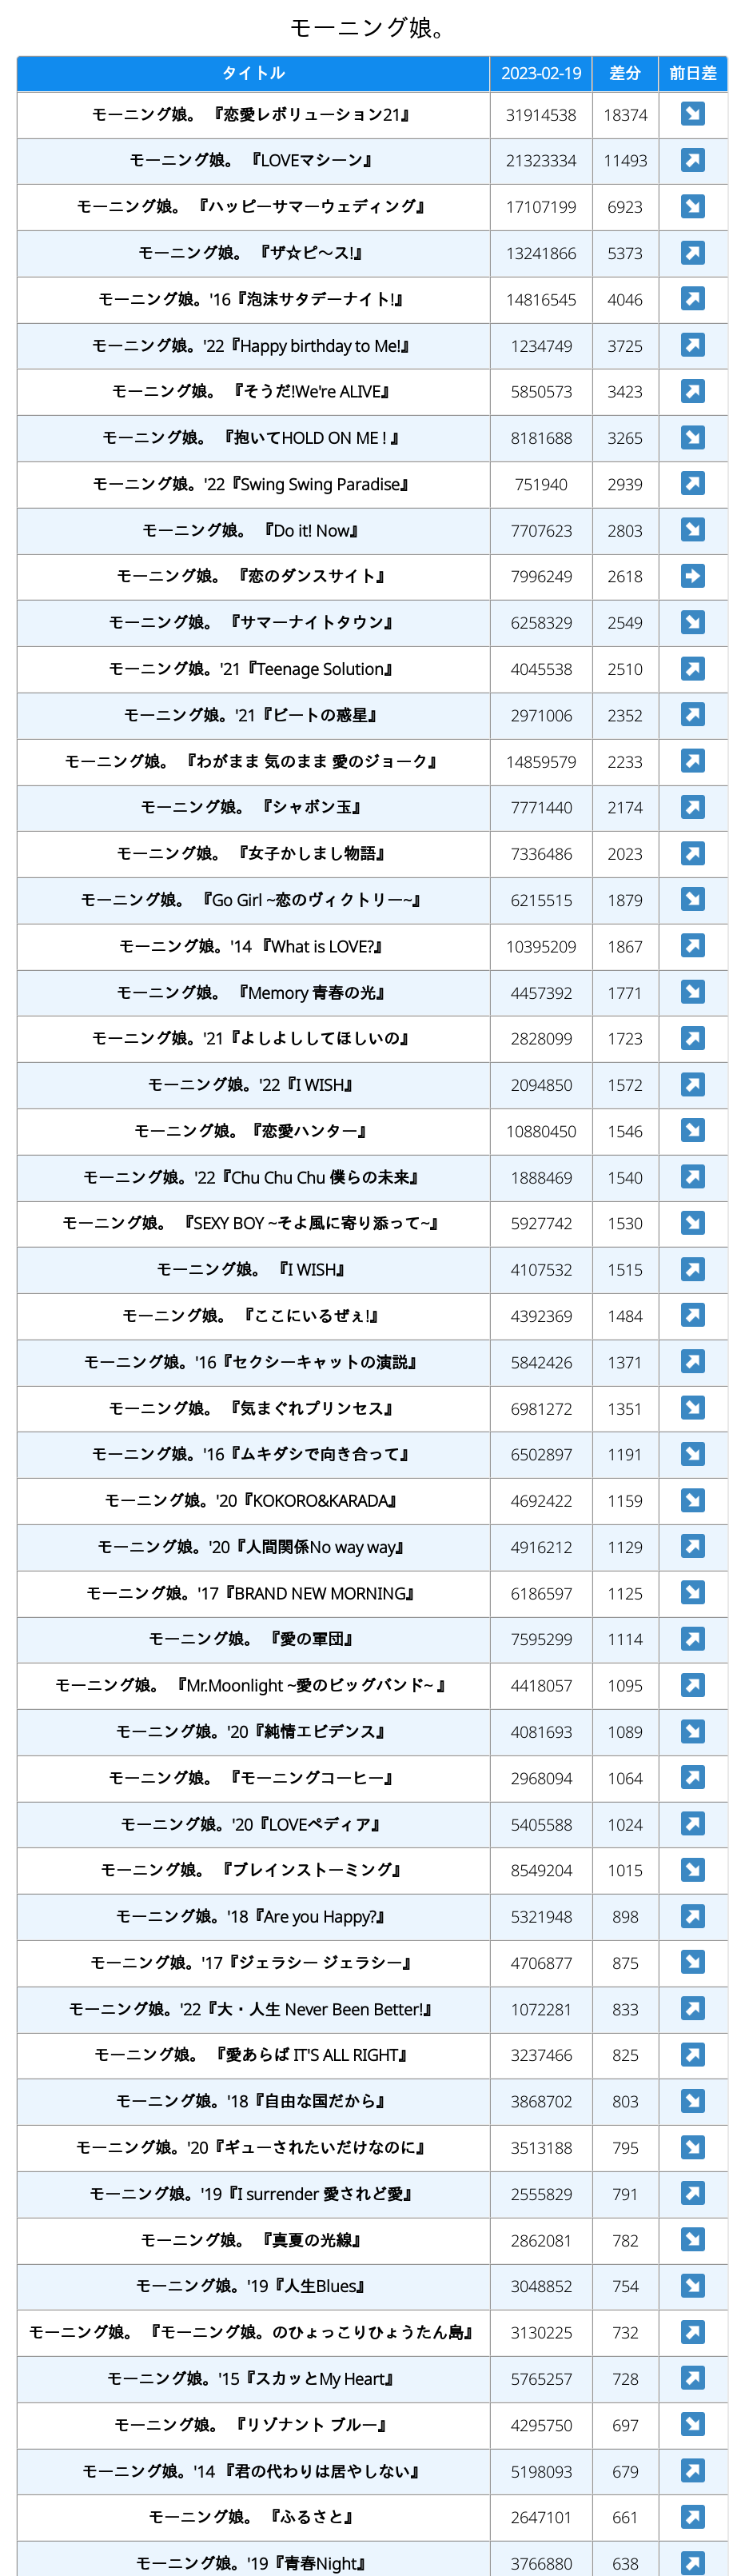 モーニング娘。
タイトル 2023-02-19 差分 前日差
モーニング娘。 『恋愛レボリューション21』 31914538 18374 ↘
モーニング娘。 『LOVEマシーン』 21323334 11493 ↗
モーニング娘。 『ハッピーサマーウェディング』 17107199 6923 ↘
モーニング娘。 『ザ☆ピ〜ス!』 13241866 5373 ↗
モーニング娘。'16『泡沫サタデーナイト!』 14816545 4046 ↗
モーニング娘。'22『Happy birthday to Me!』 1234749 3725 ↗
モーニング娘。 『そうだ!We're ALIVE』 5850573 3423 ↗
モーニング娘。 『抱いてHOLD ON ME ! 』 8181688 3265 ↘
モーニング娘。'22『Swing Swing Paradise』 751940 2939 ↗
モーニング娘。 『Do it! Now』 7707623 2803 ↘
モーニング娘。 『恋のダンスサイト』 7996249 2618 ➡
モーニング娘。 『サマーナイトタウン』 6258329 2549 ↘
モーニング娘。'21『Teenage Solution』 4045538 2510 ↗
モーニング娘。'21『ビートの惑星』 2971006 2352 ↗
モーニング娘。 『わがまま 気のまま 愛のジョーク』 14859579 2233 ↗
モーニング娘。 『シャボン玉』 7771440 2174 ↗
モーニング娘。 『女子かしまし物語』 7336486 2023 ↗
モーニング娘。 『Go Girl ~恋のヴィクトリー~』 6215515 1879 ↘
モーニング娘。'14 『What is LOVE?』 10395209 1867 ↗
モーニング娘。 『Memory 青春の光』 4457392 1771 ↘
モーニング娘。'21『よしよししてほしいの』 2828099 1723 ↗
モーニング娘。'22『I WISH』 2094850 1572 ↗
モーニング娘。『恋愛ハンター』 10880450 1546 ↘
モーニング娘。'22『Chu Chu Chu 僕らの未来』 1888469 1540 ↗
モーニング娘。 『SEXY BOY ~そよ風に寄り添って~』 5927742 1530 ↘
モーニング娘。 『I WISH』 4107532 1515 ↗
モーニング娘。 『ここにいるぜぇ!』 4392369 1484 ↗
モーニング娘。'16『セクシーキャットの演説』 5842426 1371 ↗
モーニング娘。 『気まぐれプリンセス』 6981272 1351 ↘
モーニング娘。'16『ムキダシで向き合って』 6502897 1191 ↘
モーニング娘。'20『KOKORO&KARADA』 4692422 1159 ↘
モーニング娘。'20『人間関係No way way』 4916212 1129 ↗
モーニング娘。'17『BRAND NEW MORNING』 6186597 1125 ↘
モーニング娘。 『愛の軍団』 7595299 1114 ↗
モーニング娘。 『Mr.Moonlight ~愛のビッグバンド~ 』 4418057 1095 ↗
モーニング娘。'20『純情エビデンス』 4081693 1089 ↘
モーニング娘。 『モーニングコーヒー』 2968094 1064 ↗
モーニング娘。'20『LOVEペディア』 5405588 1024 ↗
モーニング娘。 『ブレインストーミング』 8549204 1015 ↘
モーニング娘。'18『Are you Happy?』 5321948 898 ↗
モーニング娘。'17『ジェラシー ジェラシー』 4706877 875 ↘
モーニング娘。'22『大・人生 Never Been Better!』 1072281 833 ↗
モーニング娘。 『愛あらば IT'S ALL RIGHT』 3237466 825 ↗
モーニング娘。'18『自由な国だから』 3868702 803 ↘
モーニング娘。'20『ギューされたいだけなのに』 3513188 795 ↘
モーニング娘。'19『I surrender 愛されど愛』 2555829 791 ↗
モーニング娘。 『真夏の光線』 2862081 782 ↘
モーニング娘。'19『人生Blues』 3048852 754 ↘
モーニング娘。 『モーニング娘。のひょっこりひょうたん島』 3130225 732 ↗
モーニング娘。'15『スカッとMy Heart』 5765257 728 ↗
モーニング娘。 『リゾナント ブルー』 4295750 697 ↘
モーニング娘。'14 『君の代わりは居やしない』 5198093 679 ↗
モーニング娘。 『ふるさと』 2647101 661 ↗
モーニング娘。'19『青春Night』 3766880 638 ↗